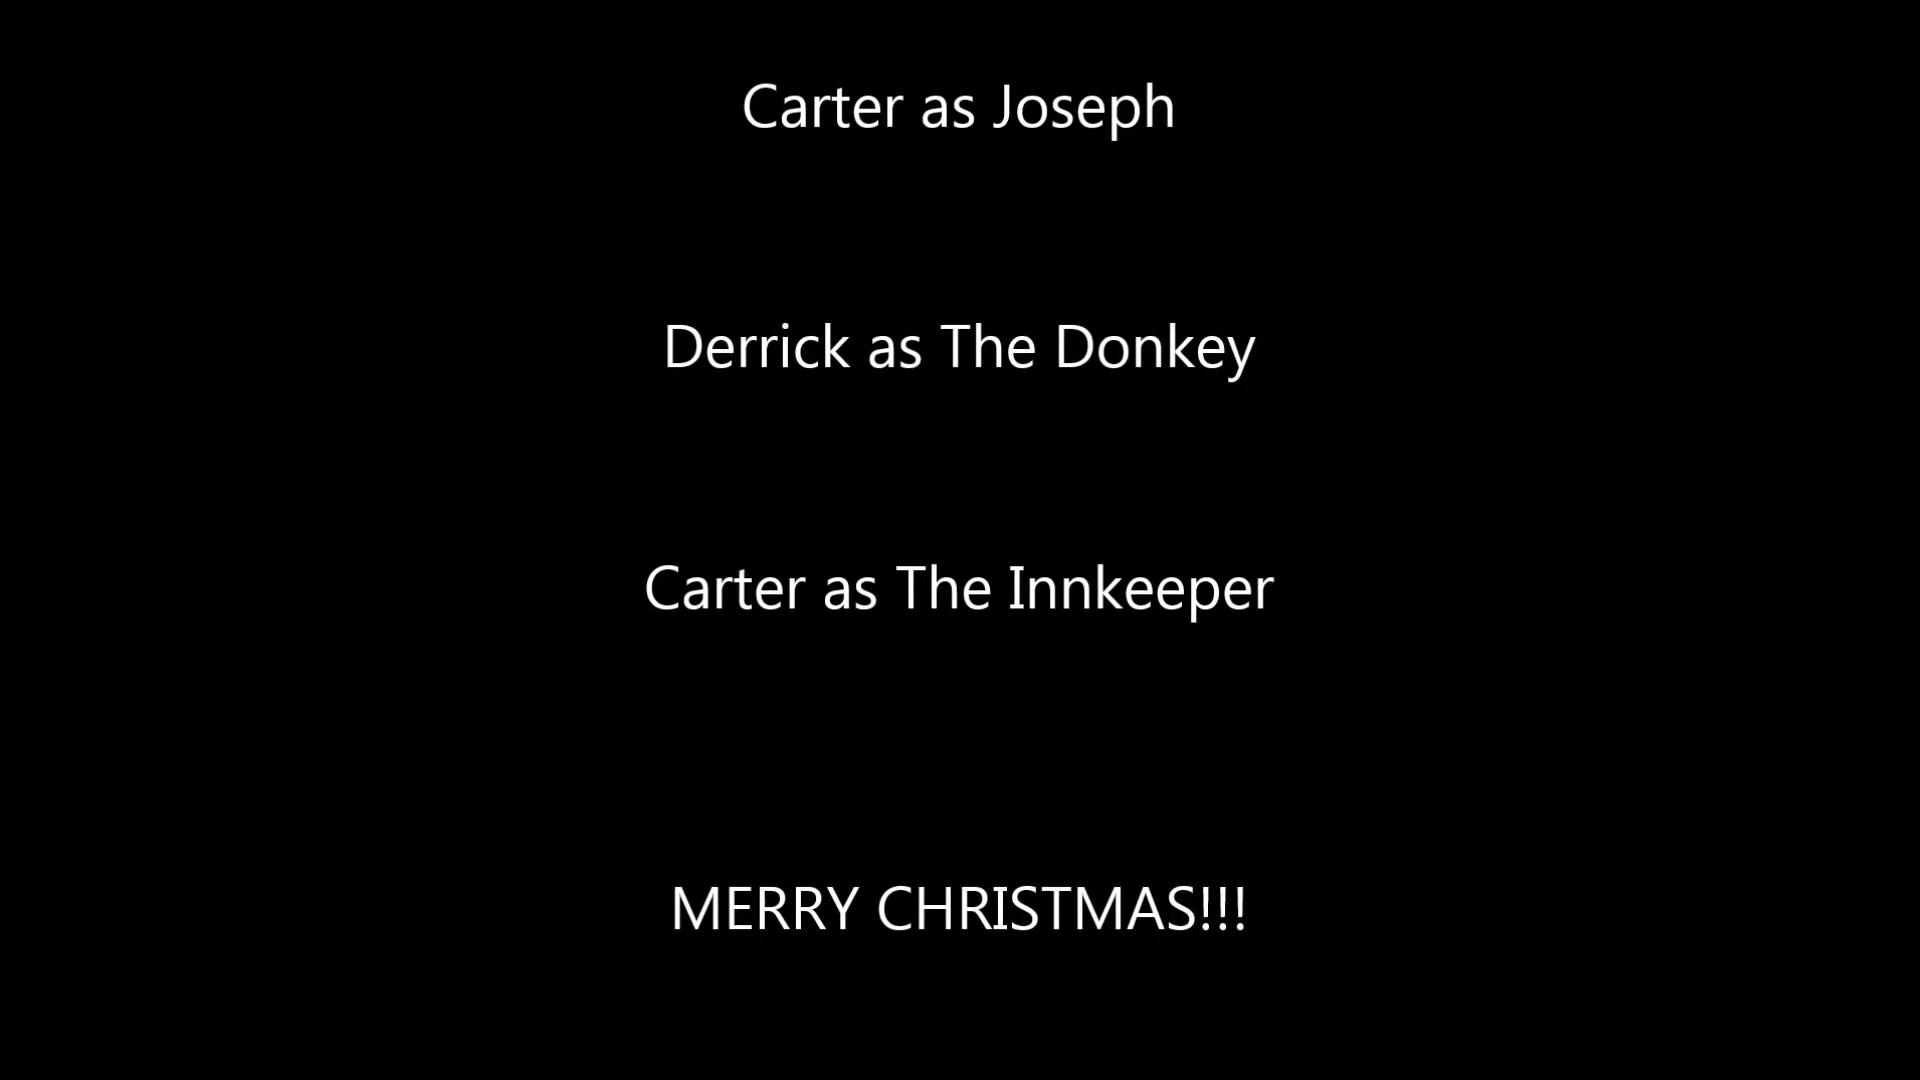 Carter as Joseph
Derrick as The Donkey
Carter as The Innkeeper
MERRY CHRISTMAS!!!